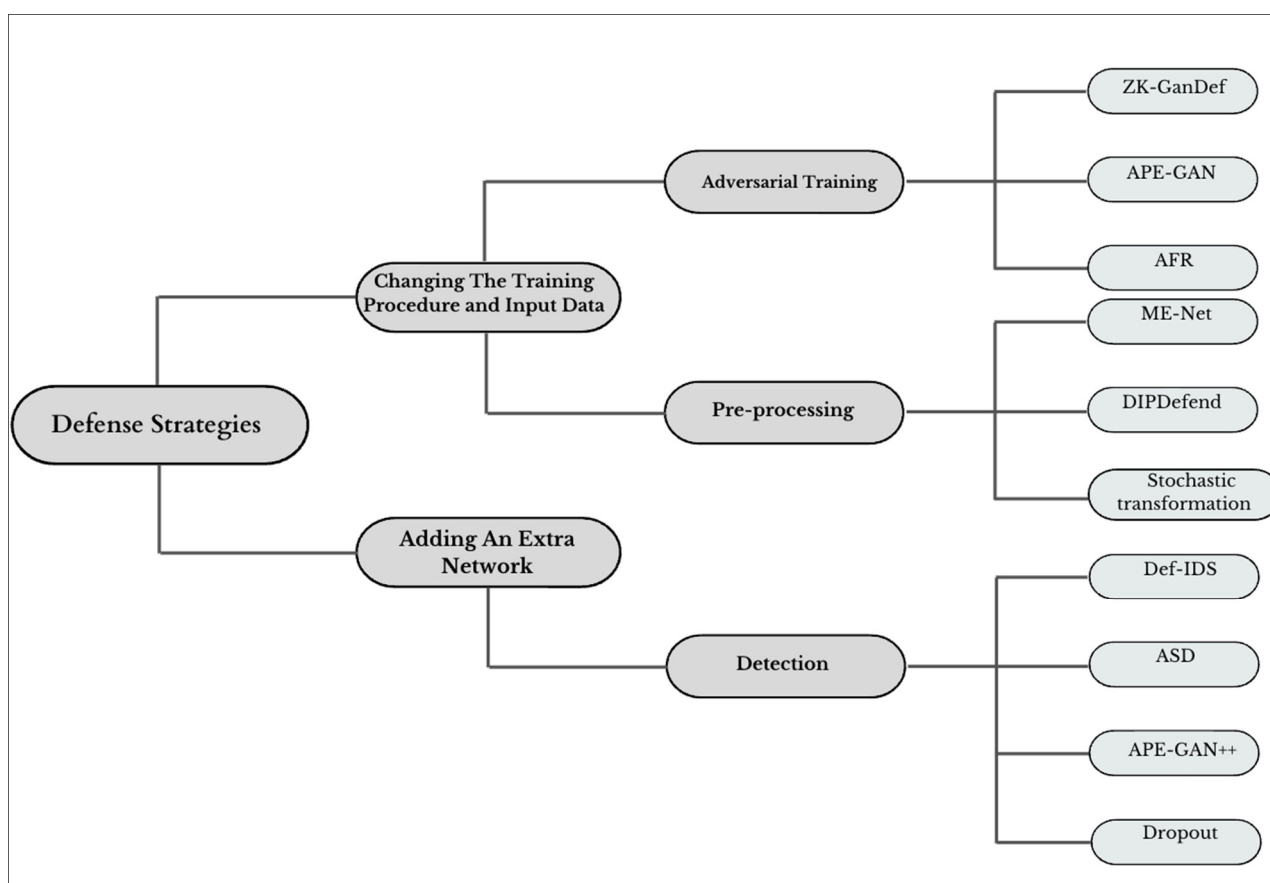 Defense Strategies
Changing The Training
Procedure and Input Data
Adding An Extra
Network
Adversarial Training
Pre-processing
Detection
ZK-GanDef
APE-GAN
AFR
ME-Net
DIPDefend
Stochastic
transformation
Def-IDS
ASD
APE-GAN++
Dropout